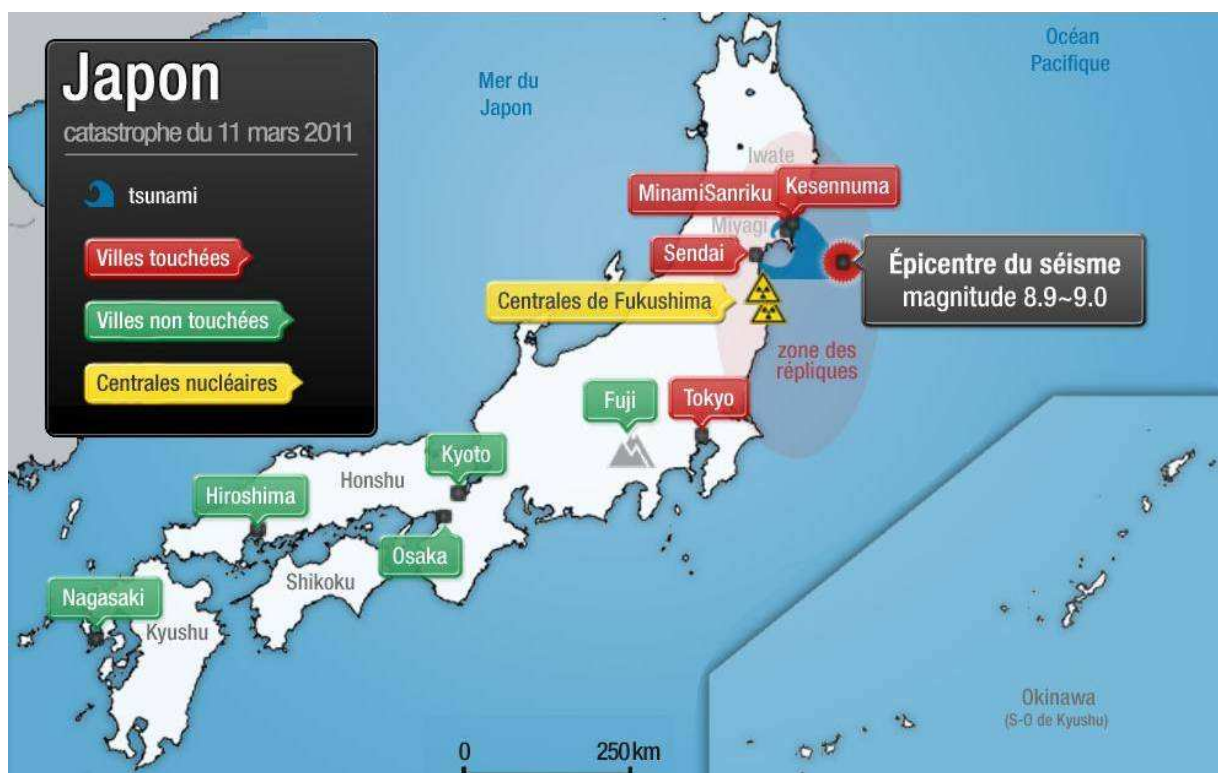 Japon
catastrophe du 11 mars 2011
tsunami
Villes touchées
Villes non touchées
Centrales nucléaires
Mer du
Japon
Océan
Pacifique
Iwate
MinamiSanriku
Kesennuma
Miyagi
Sendai
Épicentre du séisme
magnitude 8.9~9.0
Centrales de Fukushima
zone des
répliques
Fuji
Tokyo
Kyoto
Honshu
Hiroshima
Osaka
Shikoku
Nagasaki
Kyushu
Okinawa
(S-O de Kyushu)
0 250km